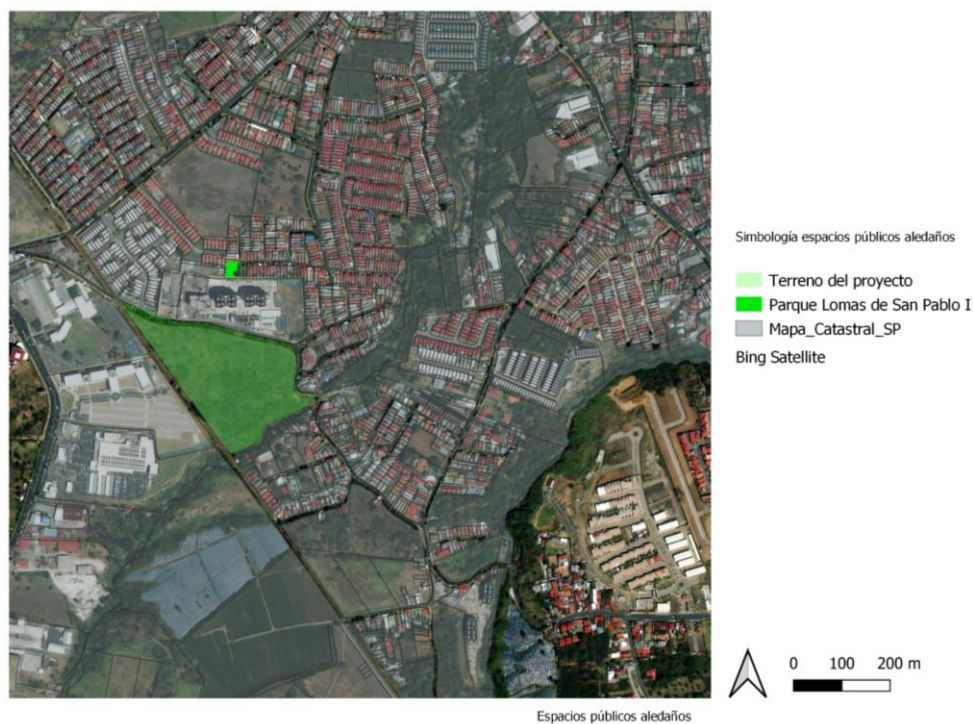 Simbología espacios públicos aledaños
Terreno del proyecto
Parque Lomas de San Pablo I
Mapa_Catastral_SP
Bing Satellite
0 100 200 m
Espacios públicos aledaños